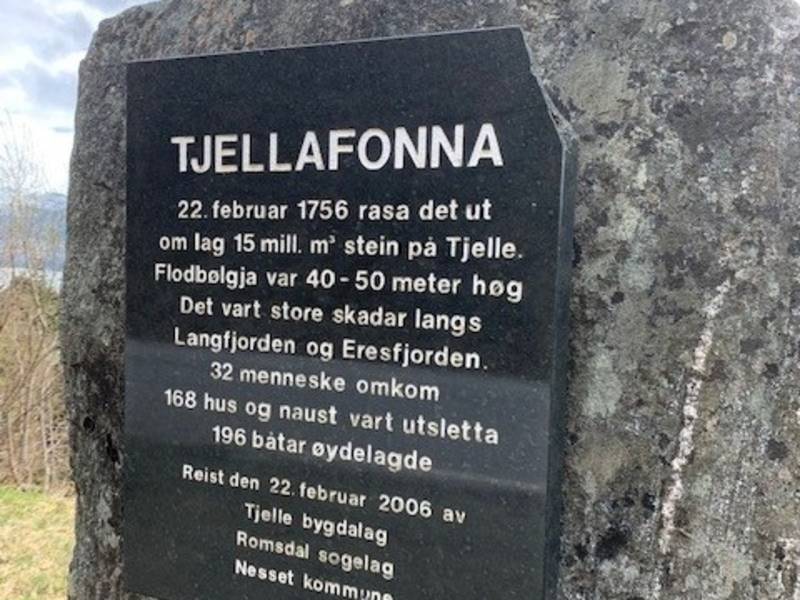 TJELLAFONNA
22. februar 1756 rasa det ut
om lag 15 mill. m³ stein på Tjelle.
Flodbølgja var 40-50 meter høg
Det vart store skadar langs
Langfjorden og Eresfjorden.
32 menneske omkom
168 hus og naust vart utsletta
196 båtar øydelagde
Reist den 22. februar 2006 av
Tjelle bygdalag
Romsdal sogelag
Nesset kommune